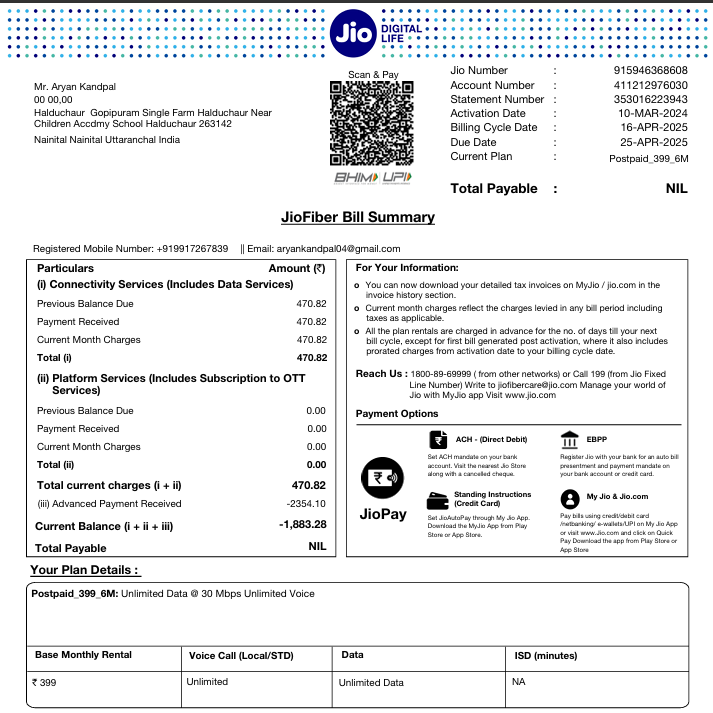 Jio DIGITAL LIFE
Mr. Aryan Kandpal
00 00,00
Halduchaur Gopipuram Single Farm Halduchaur Near
Children Accdmy School Halduchaur 263142
Nainital Nainital Uttaranchal India
Scan & Pay
BHIM UPI
Jio Number : 915946368608
Account Number : 411212976030
Statement Number : 353016223943
Activation Date : 10-MAR-2024
Billing Cycle Date : 16-APR-2025
Due Date : 25-APR-2025
Current Plan : Postpaid_399_6M
Total Payable : NIL
JioFiber Bill Summary
Registered Mobile Number: +919917267839 || Email: aryankandpal04@gmail.com
Particulars Amount (₹)
(i) Connectivity Services (Includes Data Services)
Previous Balance Due 470.82
Payment Received 470.82
Current Month Charges 470.82
Total (i) 470.82
(ii) Platform Services (Includes Subscription to OTT
Services)
Previous Balance Due 0.00
Payment Received 0.00
Current Month Charges 0.00
Total (ii) 0.00
Total current charges (i + ii) 470.82
(iii) Advanced Payment Received -2354.10
Current Balance (i + ii + iii) -1,883.28
Total Payable NIL
For Your Information:
o You can now download your detailed tax invoices on MyJio / jio.com in the
invoice history section.
o Current month charges reflect the charges levied in any bill period including
taxes as applicable.
o All the plan rentals are charged in advance for the no. of days till your next
bill cycle, except for first bill generated post activation, where it also includes
prorated charges from activation date to your billing cycle date.
Reach Us : 1800-89-69999 ( from other networks) or Call 199 (from Jio Fixed
Line Number) Write to jiofibercare@jio.com Manage your world of
Jio with MyJio app Visit www.jio.com
Payment Options
JioPay
ACH - (Direct Debit)
Set ACH mandate on your bank
account. Visit the nearest Jio Store
along with a cancelled cheque.
EBPP
Register Jio with your bank for an auto bill
presentment and payment mandate on
your bank account or credit card.
Standing Instructions
(Credit Card)
Set JioAutoPay through My Jio App.
Download the MyJio App from Play
Store or App Store.
My Jio & Jio.com
Pay bills using credit/debit card
/netbanking/ e-wallets/UPI on My Jio App
or visit www.Jio.com and click on Quick
Pay Download the app from Play Store or
App Store
Your Plan Details :
Postpaid_399_6M: Unlimited Data @ 30 Mbps Unlimited Voice
Base Monthly Rental Voice Call (Local/STD) Data ISD (minutes)
₹ 399 Unlimited Unlimited Data NA